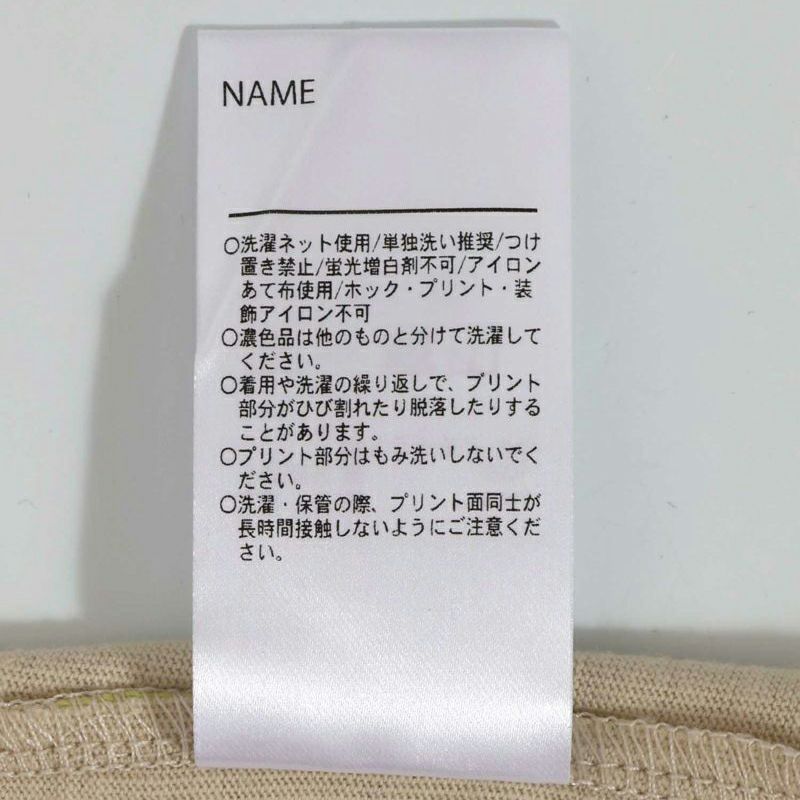 NAME
○洗濯ネット使用/単独洗い推奨/つけ
置き禁止/蛍光増白剤不可/アイロン
あて布使用/ホック・プリント・装
飾アイロン不可
○濃色品は他のものと分けて洗濯して
ください。
○着用や洗濯の繰り返しで、プリント
部分がひび割れたり脱落したりする
ことがあります。
○プリント部分はもみ洗いしないでく
ださい。
○洗濯・保管の際、プリント面同士が
長時間接触しないようにご注意くだ
さい。